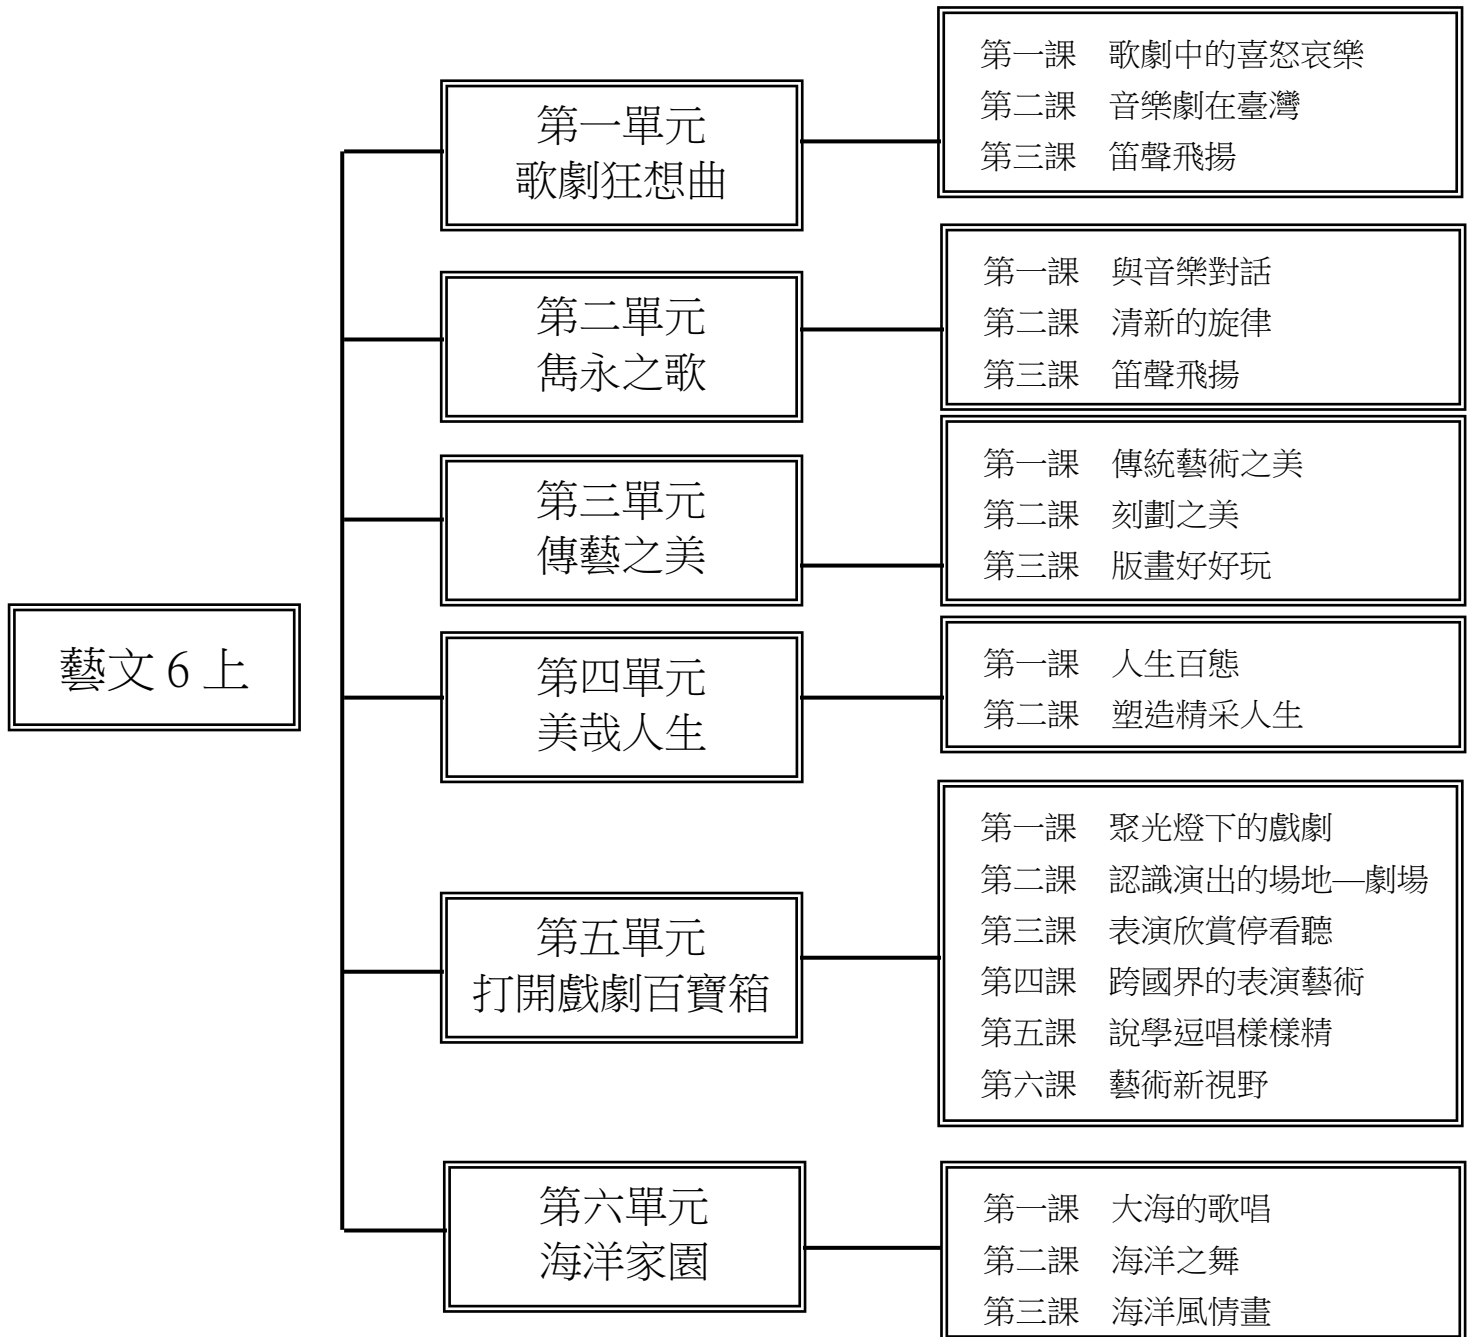 藝文 6 上
第一單元
歌劇狂想曲
第一課 歌劇中的喜怒哀樂
第二課 音樂劇在臺灣
第三課 笛聲飛揚
第二單元
雋永之歌
第一課 與音樂對話
第二課 清新的旋律
第三課 笛聲飛揚
第三單元
傳藝之美
第一課 傳統藝術之美
第二課 刻劃之美
第三課 版畫好好玩
第四單元
美哉人生
第一課 人生百態
第二課 塑造精采人生
第五單元
打開戲劇百寶箱
第一課 聚光燈下的戲劇
第二課 認識演出的場地—劇場
第三課 表演欣賞停看聽
第四課 跨國界的表演藝術
第五課 說學逗唱樣樣精
第六課 藝術新視野
第六單元
海洋家園
第一課 大海的歌唱
第二課 海洋之舞
第三課 海洋風情畫